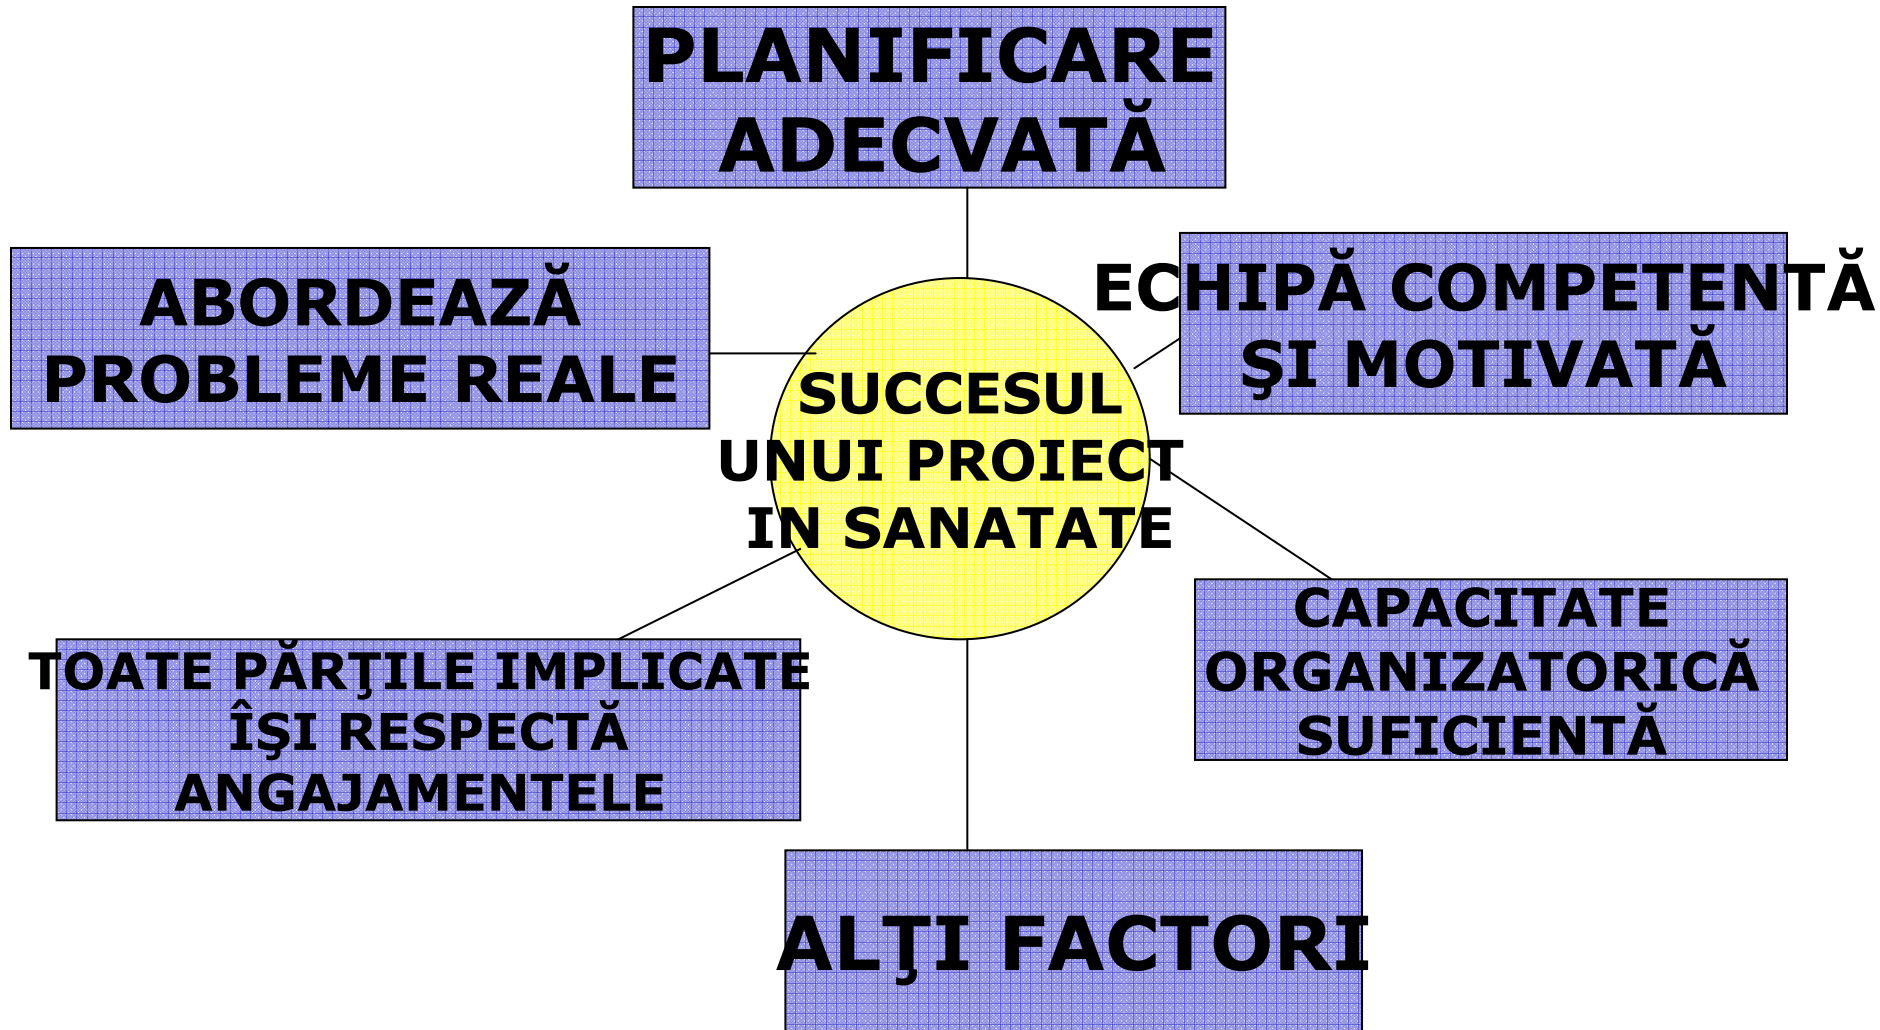 PLANIFICARE
ADECVATĂ
ABORDEAZĂ
PROBLEME REALE
ECHIPĂ COMPETENTĂ
ŞI MOTIVATĂ
SUCCESUL
UNUI PROIECT
IN SANATATE
TOATE PĂRŢILE IMPLICATE
ÎŞI RESPECTĂ
ANGAJAMENTELE
CAPACITATE
ORGANIZATORICĂ
SUFICIENTĂ
ALŢI FACTORI